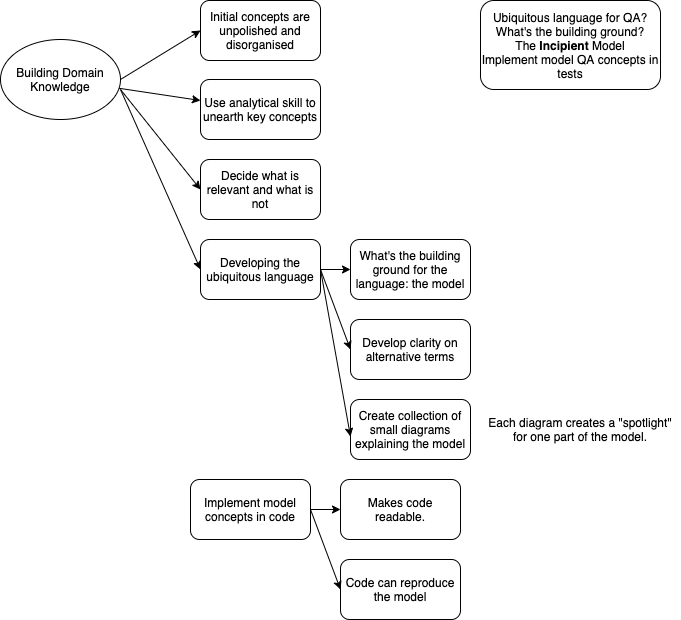 Initial concepts are
unpolished and
disorganised
Ubiquitous language for QA?
What's the building ground?
The Incipient Model
Implement model QA concepts in
tests
Building Domain
Knowledge
Use analytical skill to
unearth key concepts
Decide what is
relevant and what is
not
Developing the
ubiquitous language
What's the building
ground for the
language: the model
Develop clarity on
alternative terms
Create collection of
small diagrams
explaining the model
Each diagram creates a "spotlight"
for one part of the model.
Implement model
concepts in code
Makes code
readable.
Code can reproduce
the model